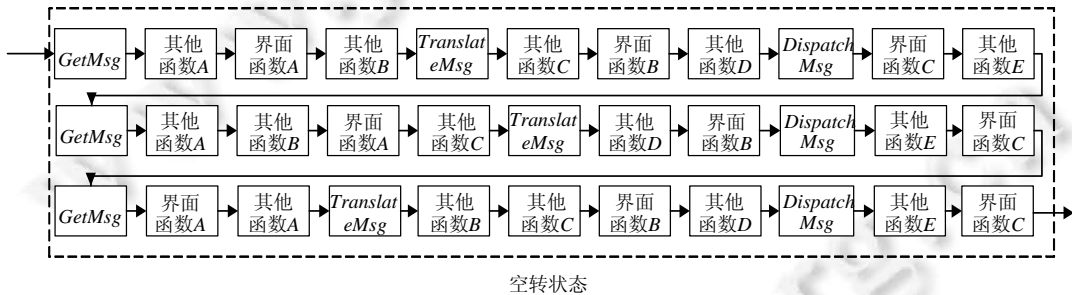 GetMsg
其他
函数A
界面
函数A
其他
函数B
Translat
eMsg
其他
函数C
界面
函数B
其他
函数D
Dispatch
Msg
界面
函数C
其他
函数E
GetMsg
其他
函数A
其他
函数B
界面
函数A
其他
函数C
Translat
eMsg
其他
函数D
界面
函数B
Dispatch
Msg
其他
函数E
界面
函数C
GetMsg
界面
函数A
其他
函数A
Translat
eMsg
其他
函数B
其他
函数C
界面
函数B
其他
函数D
Dispatch
Msg
其他
函数E
界面
函数C
空转状态